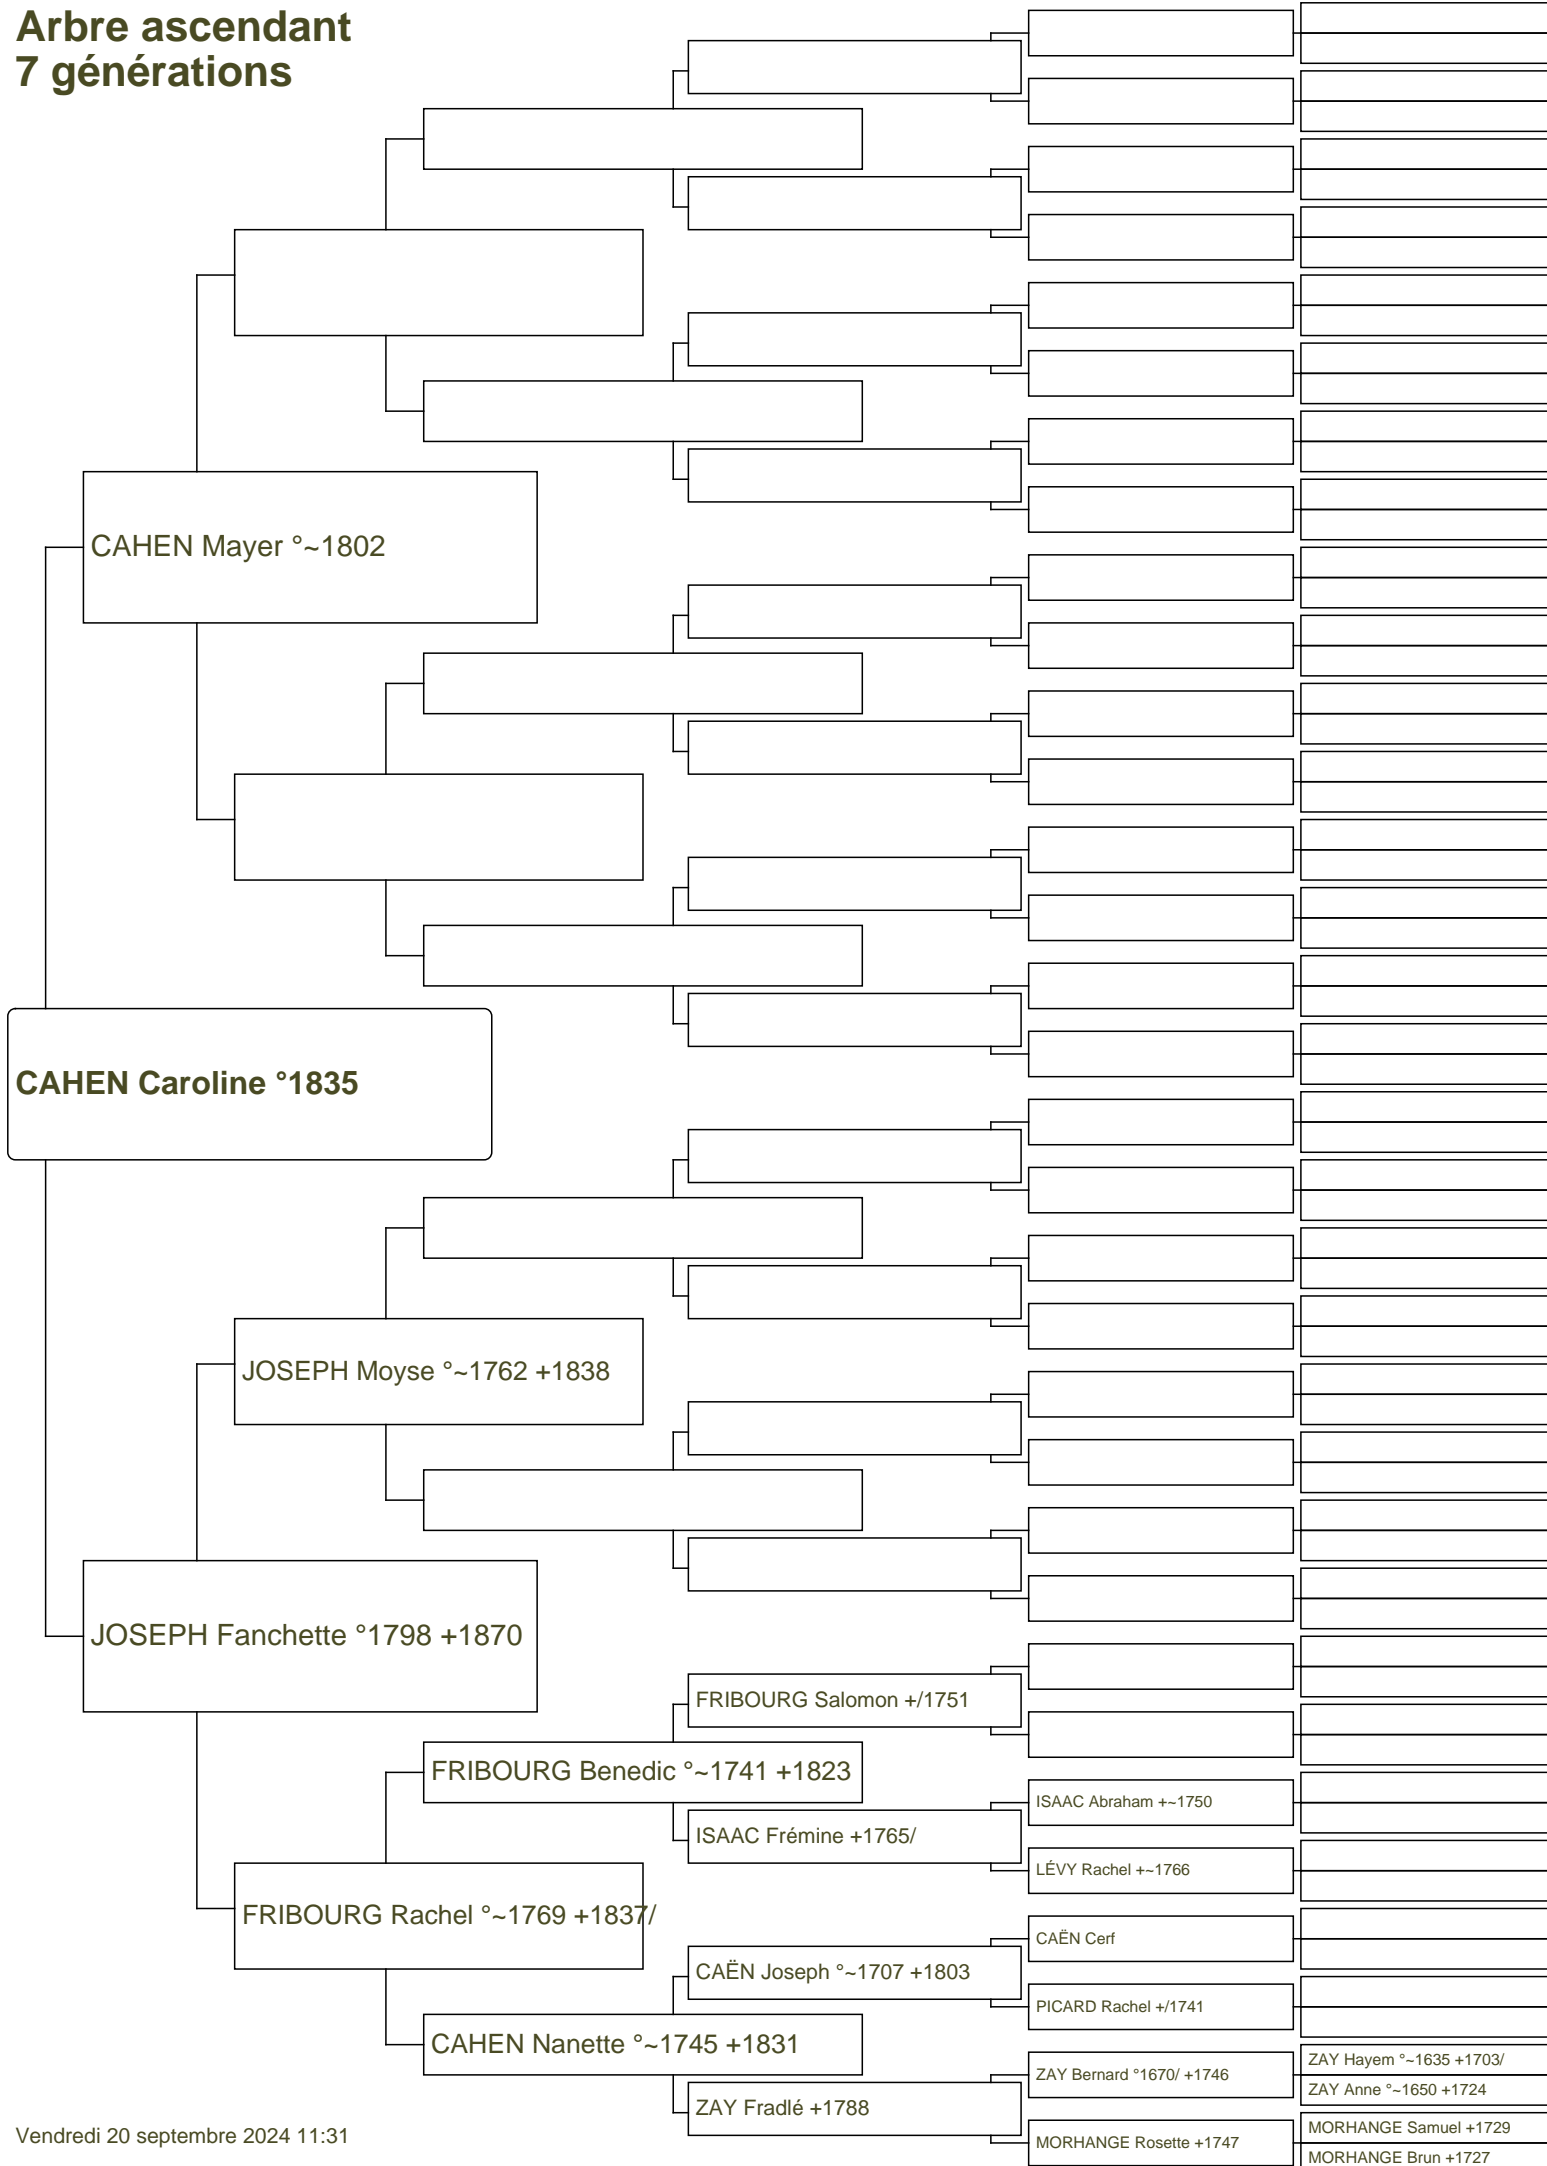 Arbre ascendant
7 générations
CAHEN Mayer °~1802
CAHEN Caroline °1835
JOSEPH Moyse °~1762 +1838
JOSEPH Fanchette °1798 +1870
FRIBOURG Salomon +/1751
FRIBOURG Benedic °~1741 +1823
ISAAC Abraham +~1750
ISAAC Frémine +1765/
LÉVY Rachel +~1766
FRIBOURG Rachel °~1769 +1837/
CAËN Cerf
CAËN Joseph °~1707 +1803
PICARD Rachel +/1741
CAHEN Nanette °~1745 +1831
ZAY Hayem °~1635 +1703/
ZAY Bernard °1670/ +1746
ZAY Anne °~1650 +1724
ZAY Fradlé +1788
MORHANGE Samuel +1729
MORHANGE Rosette +1747
MORHANGE Brun +1727
Vendredi 20 septembre 2024 11:31